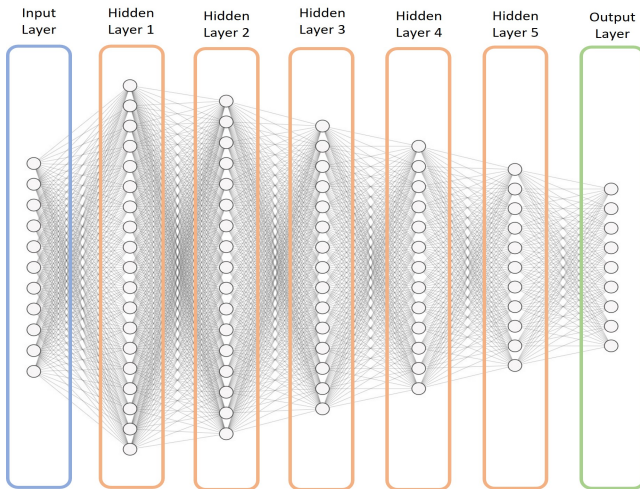 Input
Layer
Hidden
Layer 1
Hidden
Layer 2
Hidden
Layer 3
Hidden
Layer 4
Hidden
Layer 5
Output
Layer